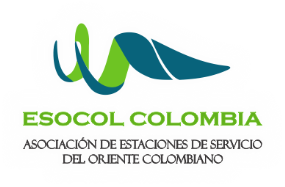 ESOCOL COLOMBIA
ASOCIACIÓN DE ESTACIONES DE SERVICIO
DEL ORIENTE COLOMBIANO